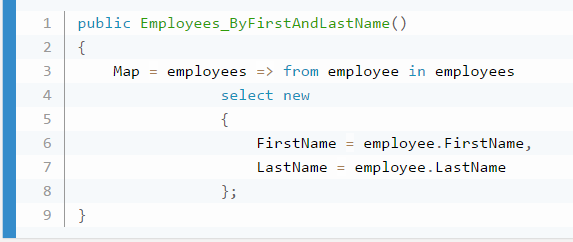 1 public Employees_ByFirstAndLastName()
2 {
3     Map = employees => from employee in employees
4                 select new
5                 {
6                     FirstName = employee.FirstName,
7                     LastName = employee.LastName
8                 };
9 }